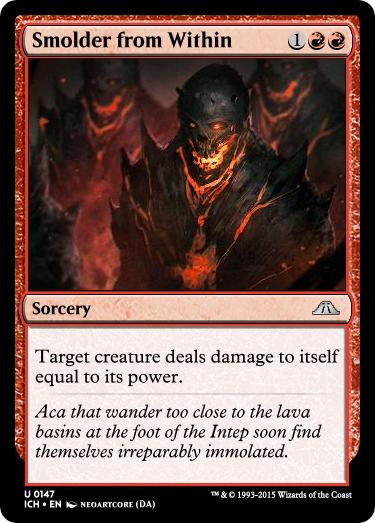 Smolder from Within 1
Sorcery
Target creature deals damage to itself
equal to its power.
Aca that wander too close to the lava
basins at the foot of the Intep soon find
themselves irreparably immolated.
U 0147
ICH • EN NEOARTCORE (DA)
™ & © 1993-2015 Wizards of the Coast